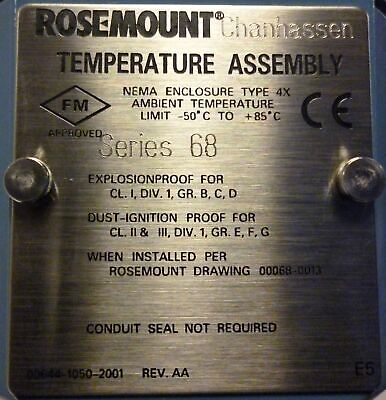 ROSEMOUNT® Chanhassen
TEMPERATURE ASSEMBLY
FM
APPROVED
NEMA ENCLOSURE TYPE 4X
AMBIENT TEMPERATURE
LIMIT -50°C TO +85°C
CE
Series 68
EXPLOSIONPROOF FOR
CL. I, DIV. 1, GR. B, C, D
DUST-IGNITION PROOF FOR
CL. II & III, DIV. 1, GR. E, F, G
WHEN INSTALLED PER
ROSEMOUNT DRAWING 00068-0013
CONDUIT SEAL NOT REQUIRED
00644-1050-2001 REV. AA
E5